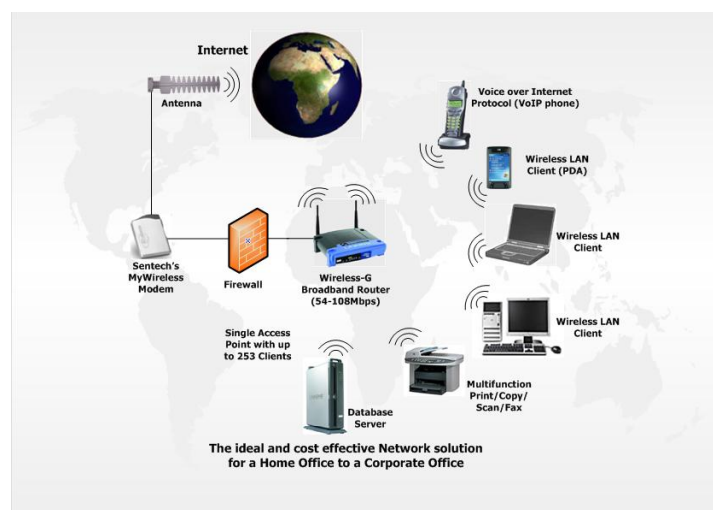 Internet
Antenna
Voice over Internet
Protocol (VoIP phone)
Wireless LAN
Client (PDA)
Wireless LAN
Client
Sentech's
MyWireless
Modem
Firewall
Wireless-G
Broadband Router
(54-108Mbps)
Wireless LAN
Client
Single Access
Point with up
to 253 Clients
Multifunction
Print/Copy/
Scan/Fax
Database
Server
The ideal and cost effective Network solution
for a Home Office to a Corporate Office